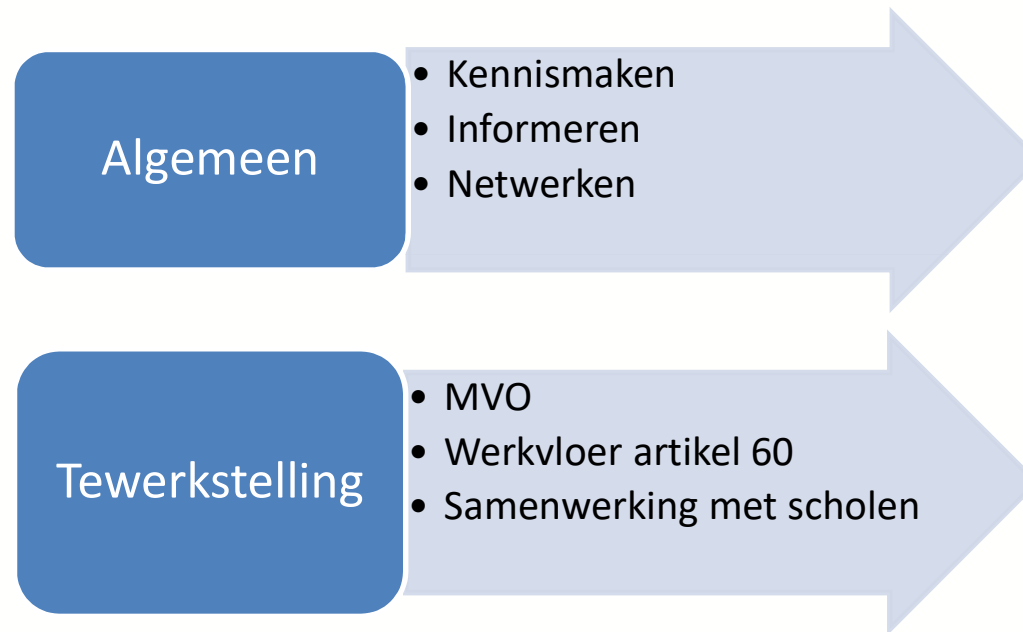 Algemeen
• Kennismaken
• Informeren
• Netwerken
Tewerkstelling
• MVO
• Werkvloer artikel 60
• Samenwerking met scholen